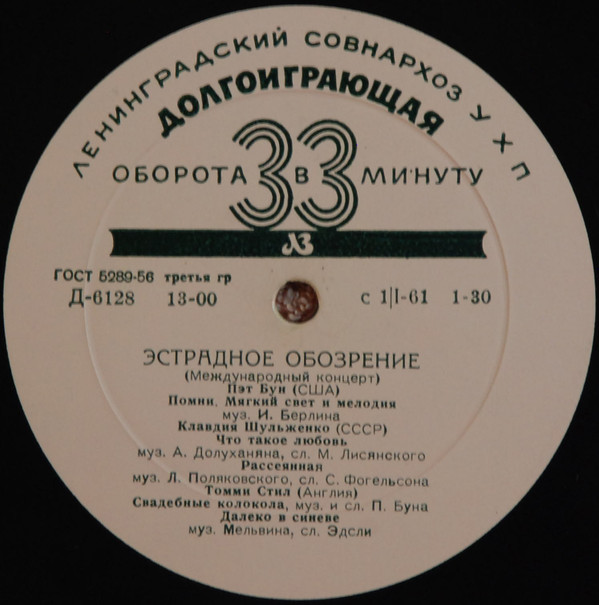 ЛЕНИНГРАДСКИЙ СОВНАРХОЗ УХП
ДОЛГОИГРАЮЩАЯ
ОБОРОТА 33 В МИНУТУ
ЛЗ
ГОСТ 5289-56 третья гр
Д-6128 13-00 с 1|I-61 1-30
ЭСТРАДНОЕ ОБОЗРЕНИЕ
(Международный концерт)
Пэт Бун (США)
Помни, Мягкий свет и мелодия
муз. И. Берлина
Клавдия Шульженко (СССР)
Что такое любовь
муз. А. Долуханяна, сл. М. Лисянского
Рассеянная
муз. Л. Поляковского, сл. С. Фогельсона
Томми Стил (Англия)
Свадебные колокола, муз. и сл. П. Буна
Далеко в синеве
муз. Мельвина, сл. Эдсли